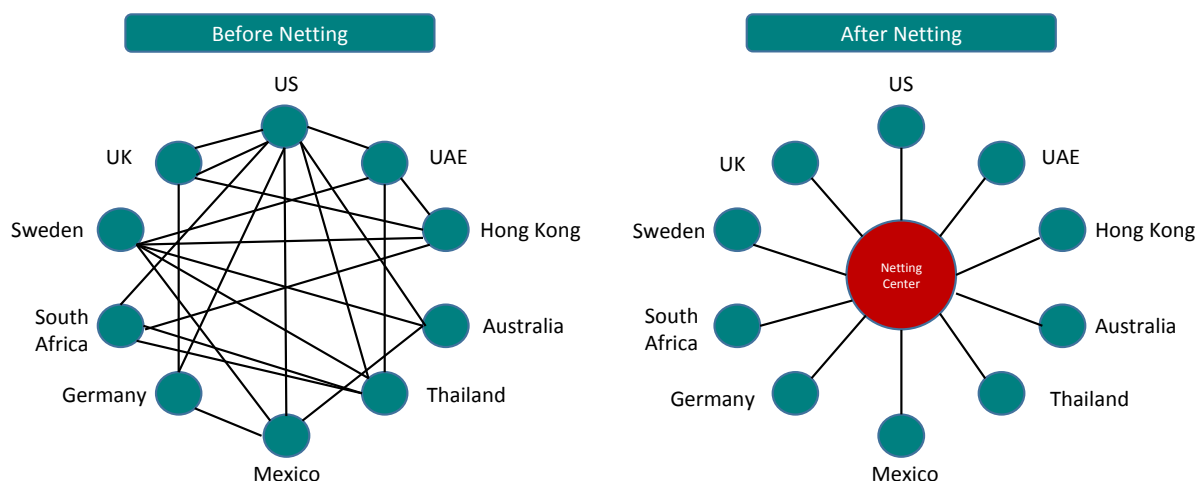 Before Netting
US
UK
UAE
Sweden
Hong Kong
South
Africa
Australia
Germany
Thailand
Mexico
After Netting
US
UK
UAE
Sweden
Hong Kong
Netting
Center
South
Africa
Australia
Germany
Thailand
Mexico